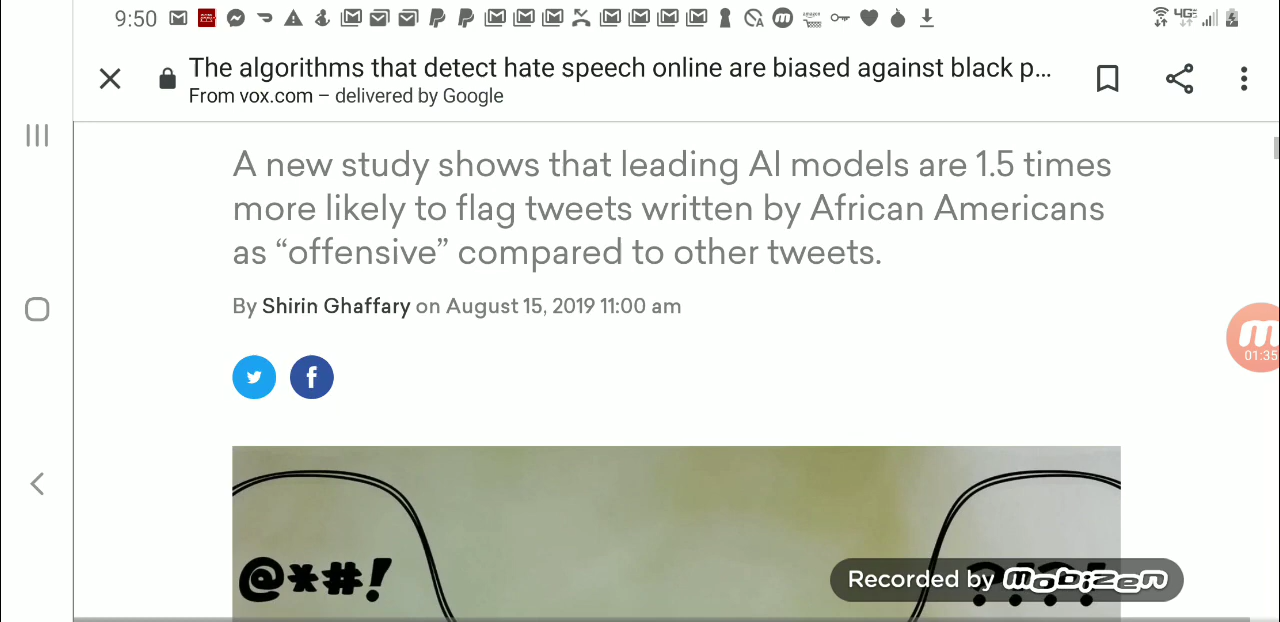 9:50
4GE
The algorithms that detect hate speech online are biased against black p...
From vox.com – delivered by Google
A new study shows that leading AI models are 1.5 times
more likely to flag tweets written by African Americans
as “offensive” compared to other tweets.
By Shirin Ghaffary on August 15, 2019 11:00 am
01:35
@*#!
Recorded by mobizen